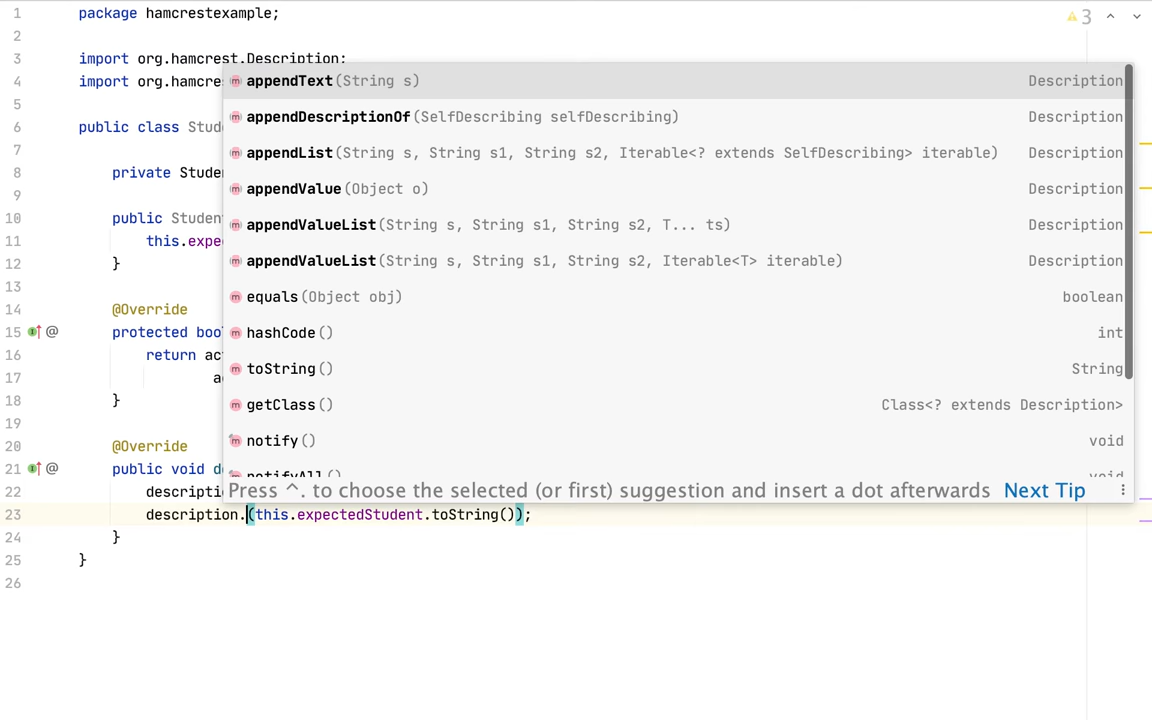 1 package hamcrestexample;
3
2
3 import org.hamcrest.Description;
4 import org.hamcre
5
6 public class Stud
7
8 private Stude
9
10 public Studen
11 this.expe
12 }
13
14 @Override
15 @ protected boo
16 return ac
17 a
18 }
19
20 @Override
21 @ public void d
22 descripti
23 description.(this.expectedStudent.toString());
24 }
25 }
26
m appendText(String s) Description
m appendDescriptionOf(SelfDescribing selfDescribing) Description
m appendList(String s, String s1, String s2, Iterable<? extends SelfDescribing> iterable) Description
m appendValue(Object o) Description
m appendValueList(String s, String s1, String s2, T... ts) Description
m appendValueList(String s, String s1, String s2, Iterable<T> iterable) Description
m equals(Object obj) boolean
m hashCode() int
m toString() String
m getClass() Class<? extends Description>
m notify() void
m notifyAll() void
Press ^. to choose the selected (or first) suggestion and insert a dot afterwards Next Tip